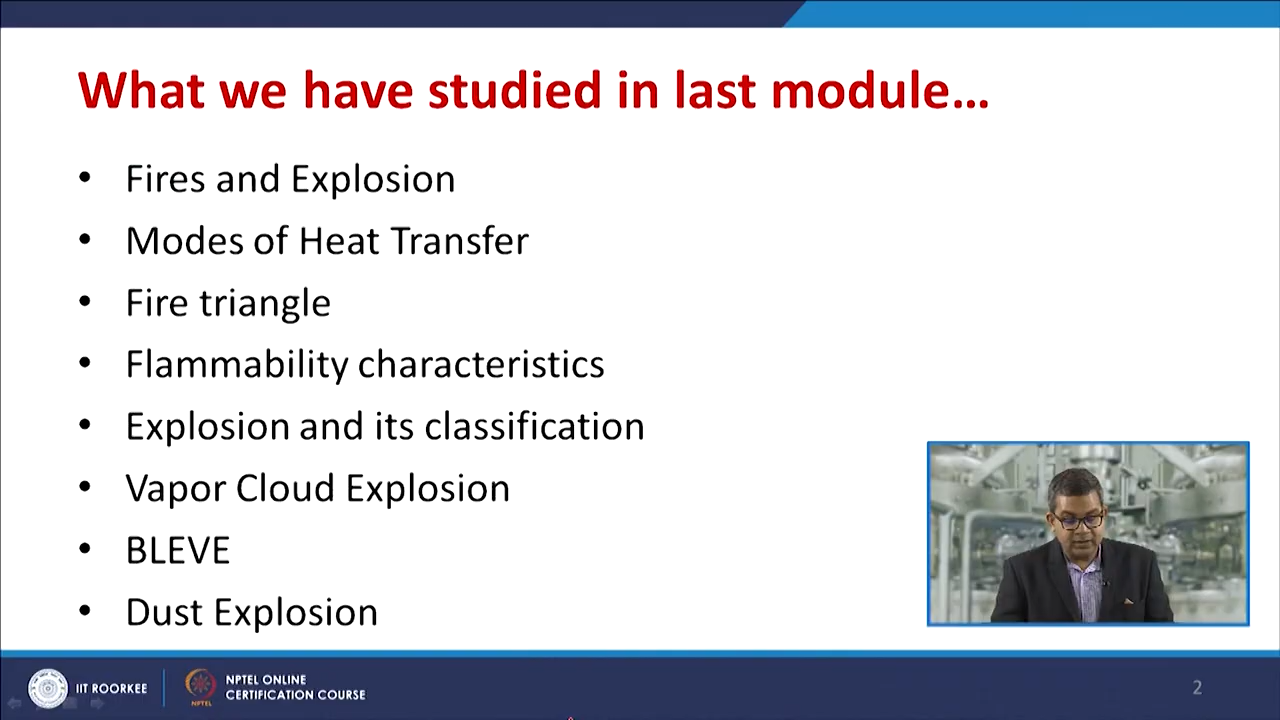 What we have studied in last module...
• Fires and Explosion
• Modes of Heat Transfer
• Fire triangle
• Flammability characteristics
• Explosion and its classification
• Vapor Cloud Explosion
• BLEVE
• Dust Explosion
IIT ROORKEE
NPTEL
NPTEL ONLINE
CERTIFICATION COURSE
2